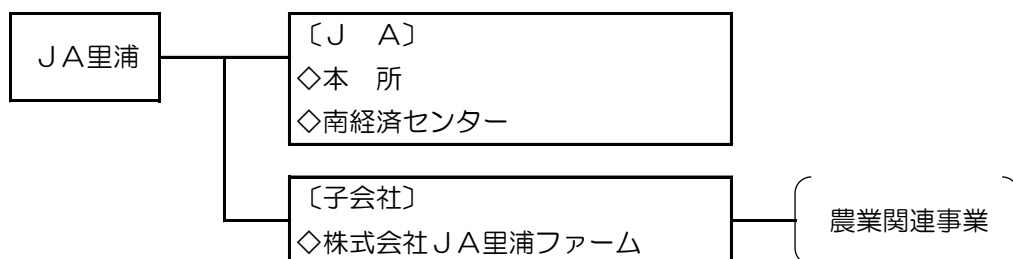 ＪＡ里浦
〔Ｊ　Ａ〕
◇本　所
◇南経済センター
〔子会社〕
◇株式会社ＪＡ里浦ファーム
農業関連事業